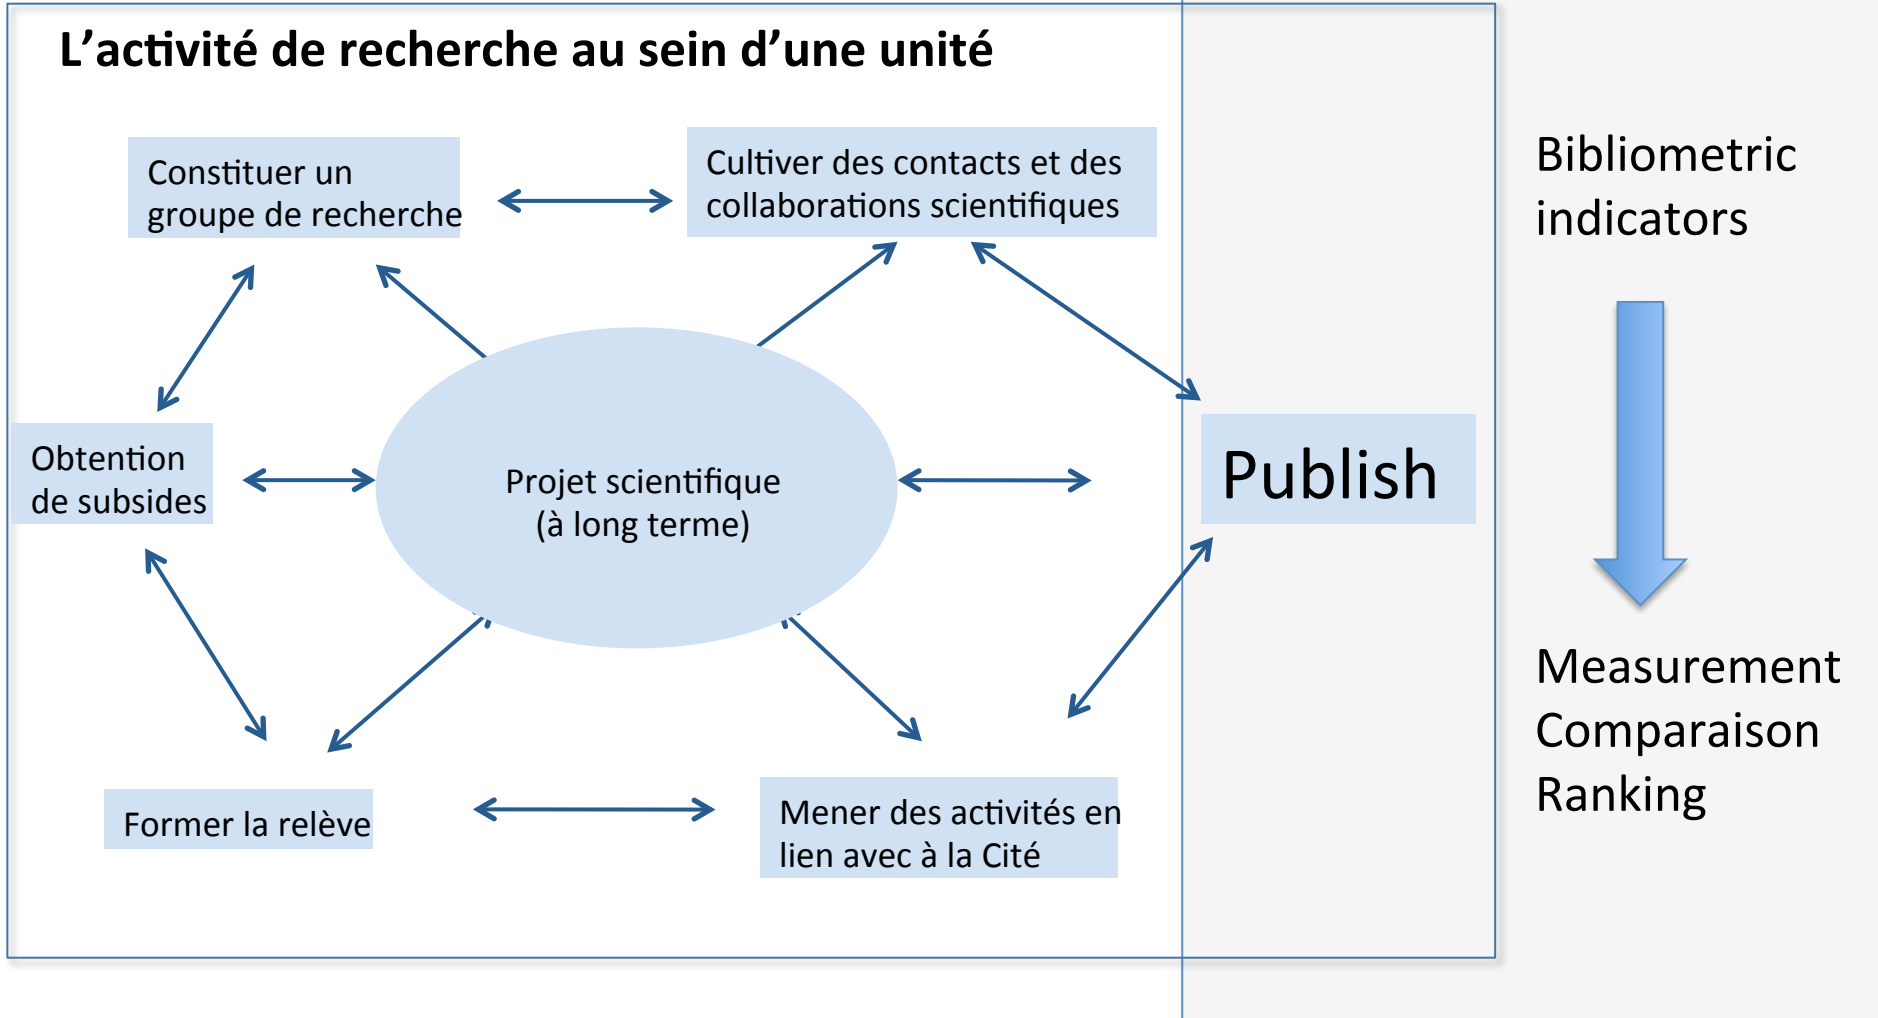 L’activité de recherche au sein d’une unité
Constituer un
groupe de recherche
Cultiver des contacts et des
collaborations scientifiques
Bibliometric
indicators
Obtention
de subsides
Projet scientifique
(à long terme)
Publish
Former la relève
Mener des activités en
lien avec à la Cité
Measurement
Comparaison
Ranking